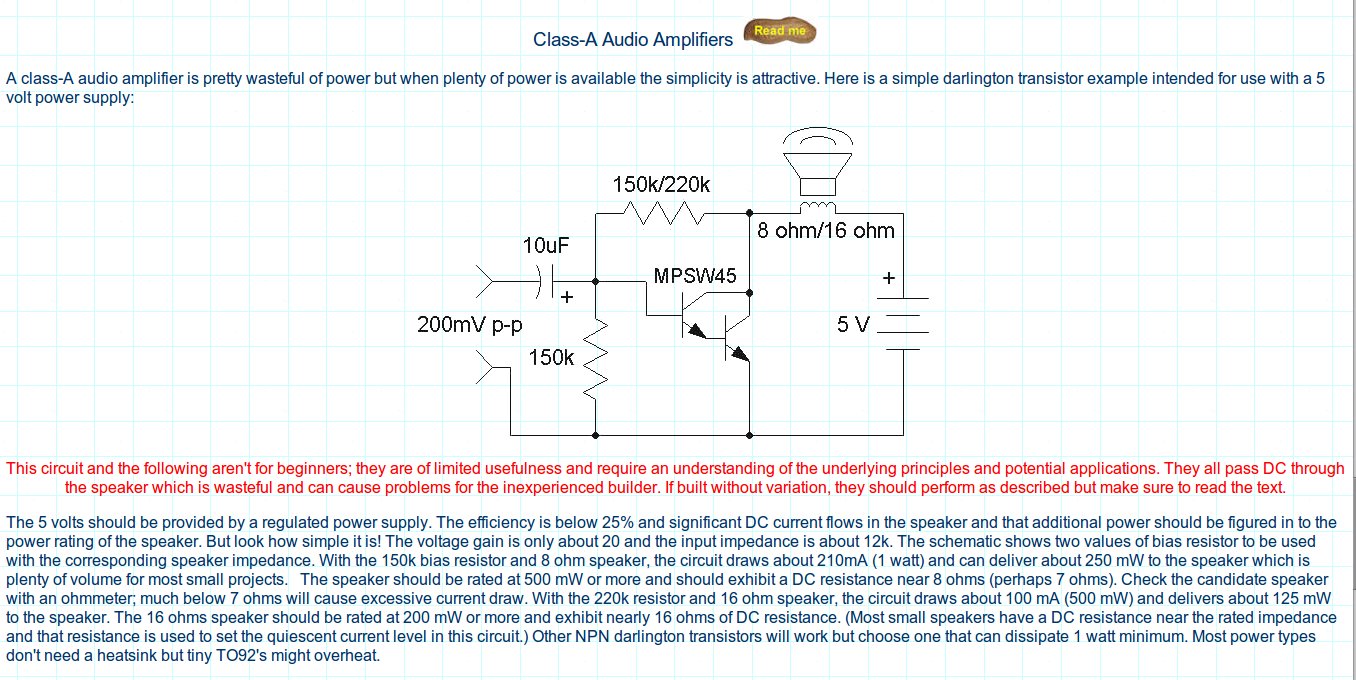 Class-A Audio Amplifiers
Read me
A class-A audio amplifier is pretty wasteful of power but when plenty of power is available the simplicity is attractive. Here is a simple darlington transistor example intended for use with a 5
volt power supply:
150k/220k
8 ohm/16 ohm
10uF
MPSW45
+
+
200mV p-p
5 V
150k
This circuit and the following aren't for beginners; they are of limited usefulness and require an understanding of the underlying principles and potential applications. They all pass DC through
the speaker which is wasteful and can cause problems for the inexperienced builder. If built without variation, they should perform as described but make sure to read the text.
The 5 volts should be provided by a regulated power supply. The efficiency is below 25% and significant DC current flows in the speaker and that additional power should be figured in to the
power rating of the speaker. But look how simple it is! The voltage gain is only about 20 and the input impedance is about 12k. The schematic shows two values of bias resistor to be used
with the corresponding speaker impedance. With the 150k bias resistor and 8 ohm speaker, the circuit draws about 210mA (1 watt) and can deliver about 250 mW to the speaker which is
plenty of volume for most small projects. The speaker should be rated at 500 mW or more and should exhibit a DC resistance near 8 ohms (perhaps 7 ohms). Check the candidate speaker
with an ohmmeter; much below 7 ohms will cause excessive current draw. With the 220k resistor and 16 ohm speaker, the circuit draws about 100 mA (500 mW) and delivers about 125 mW
to the speaker. The 16 ohms speaker should be rated at 200 mW or more and exhibit nearly 16 ohms of DC resistance. (Most small speakers have a DC resistance near the rated impedance
and that resistance is used to set the quiescent current level in this circuit.) Other NPN darlington transistors will work but choose one that can dissipate 1 watt minimum. Most power types
don't need a heatsink but tiny TO92's might overheat.